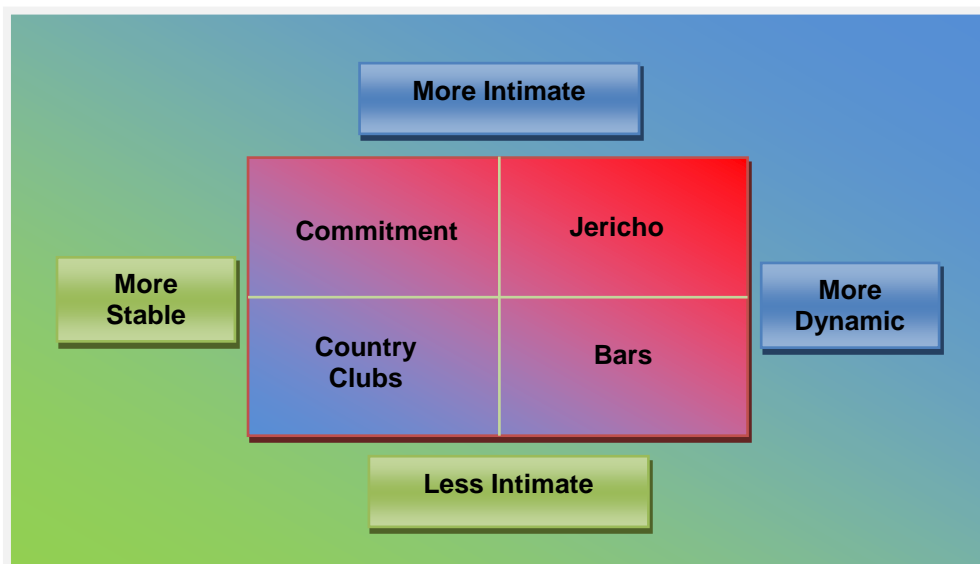 More Intimate
Commitment
Jericho
More
Stable
More
Dynamic
Country
Clubs
Bars
Less Intimate